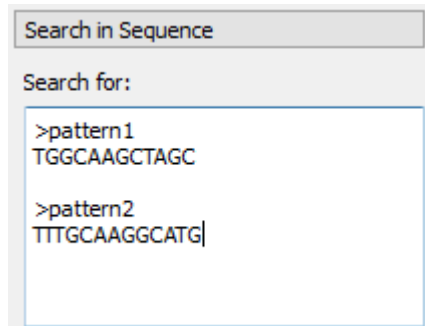 Search in Sequence
Search for:
>pattern1
TGGCAAGCTAGC
>pattern2
TTTGCAAGGCATG